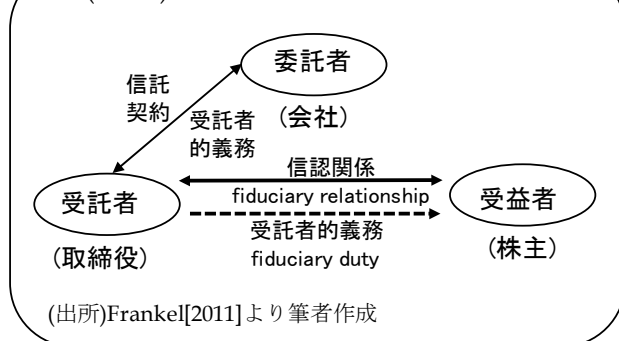 委託者
(会社)
信託
契約
受託者
的義務
信認関係
fiduciary relationship
受託者
(取締役)
受託者的義務
fiduciary duty
受益者
(株主)
(出所)Frankel[2011]より筆者作成